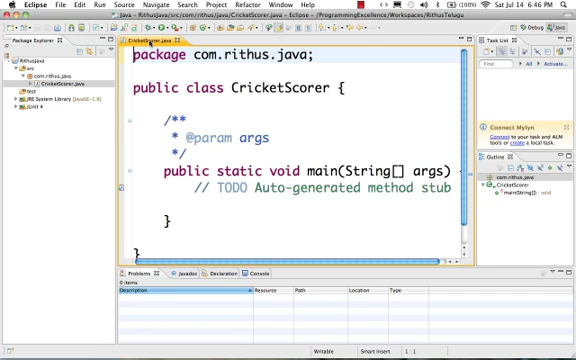 Eclipse File Edit Run Source Navigate Search Project Refactor Window Help Sat Jul 14 6:46 PM
Java - Rithusjava/src/com/rithus/java/CricketScorer.java - Eclipse - /ProgrammingExcellence/Workspaces/RithusTelugu
Debug Java
Package Explorer
Rithusjava
src
com.rithus.java
CricketScorer.java
test
JRE System Library [JavaSE-1.6]
JUnit 4
CricketScorer.java
package com.rithus.java;
public class CricketScorer {
/**
* @param args
*/
public static void main(String[] args)
// TODO Auto-generated method stub
}
}
Task List
Find All Activate...
Connect Mylyn
Connect to your task and ALM tools or create a local task.
Outline
com.rithus.java
CricketScorer
main(String[]) : void
Problems Javadoc Declaration Console
0 items
Description Resource Path Location Type
Writable Smart Insert 1 : 1